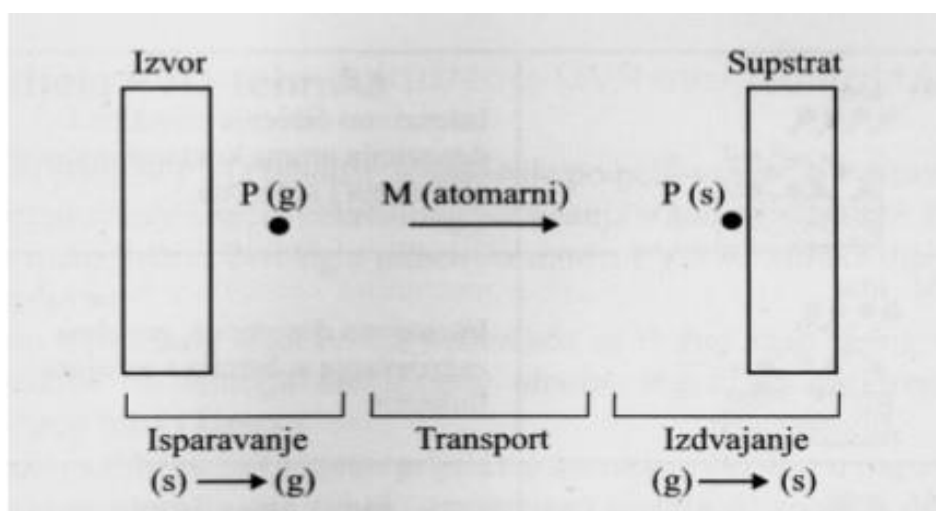 Izvor
Supstrat
P (g)
M (atomarni)
P (s)
Isparavanje
(s) → (g)
Transport
Izdvajanje
(g) → (s)